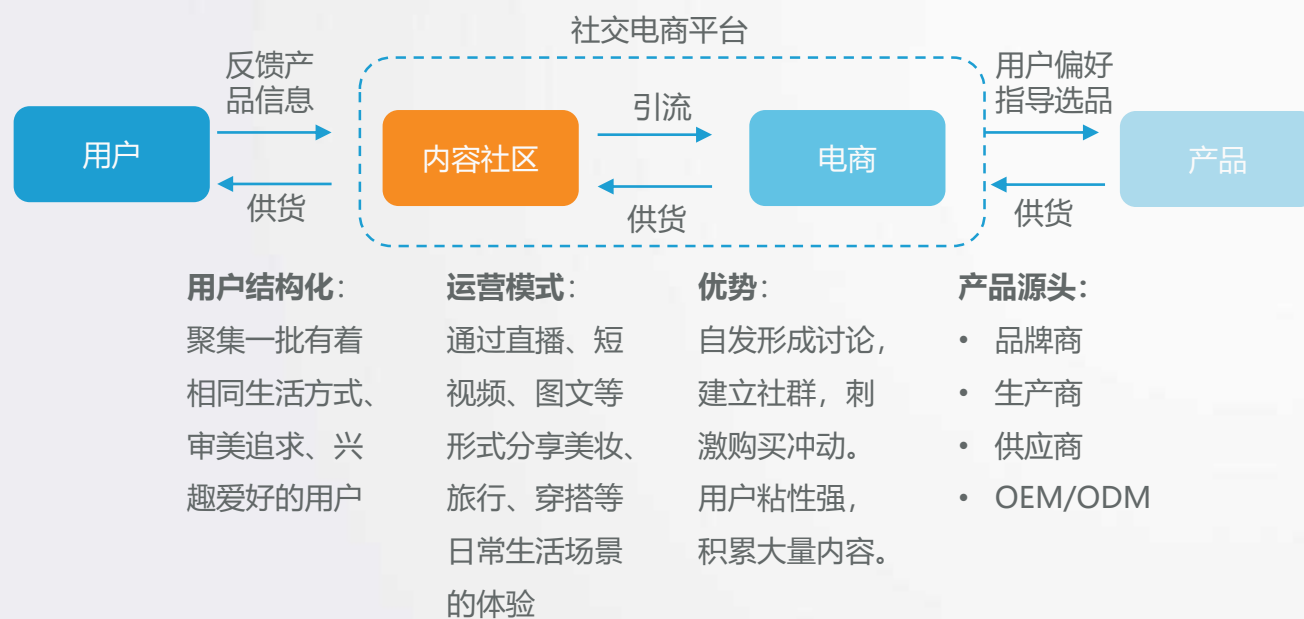 社交电商平台
反馈产
品信息
用户偏好
指导选品
引流
用户
内容社区
电商
产品
供货
供货
供货
用户结构化：
聚集一批有着
相同生活方式、
审美追求、兴
趣爱好的用户
运营模式：
通过直播、短
视频、图文等
形式分享美妆、
旅行、穿搭等
日常生活场景
的体验
优势：
自发形成讨论，
建立社群，刺
激购买冲动。
用户粘性强，
积累大量内容。
产品源头：
• 品牌商
• 生产商
• 供应商
• OEM/ODM